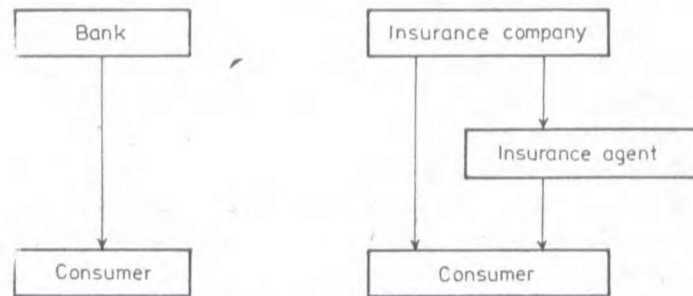 Bank
Insurance company
Insurance agent
Consumer
Consumer